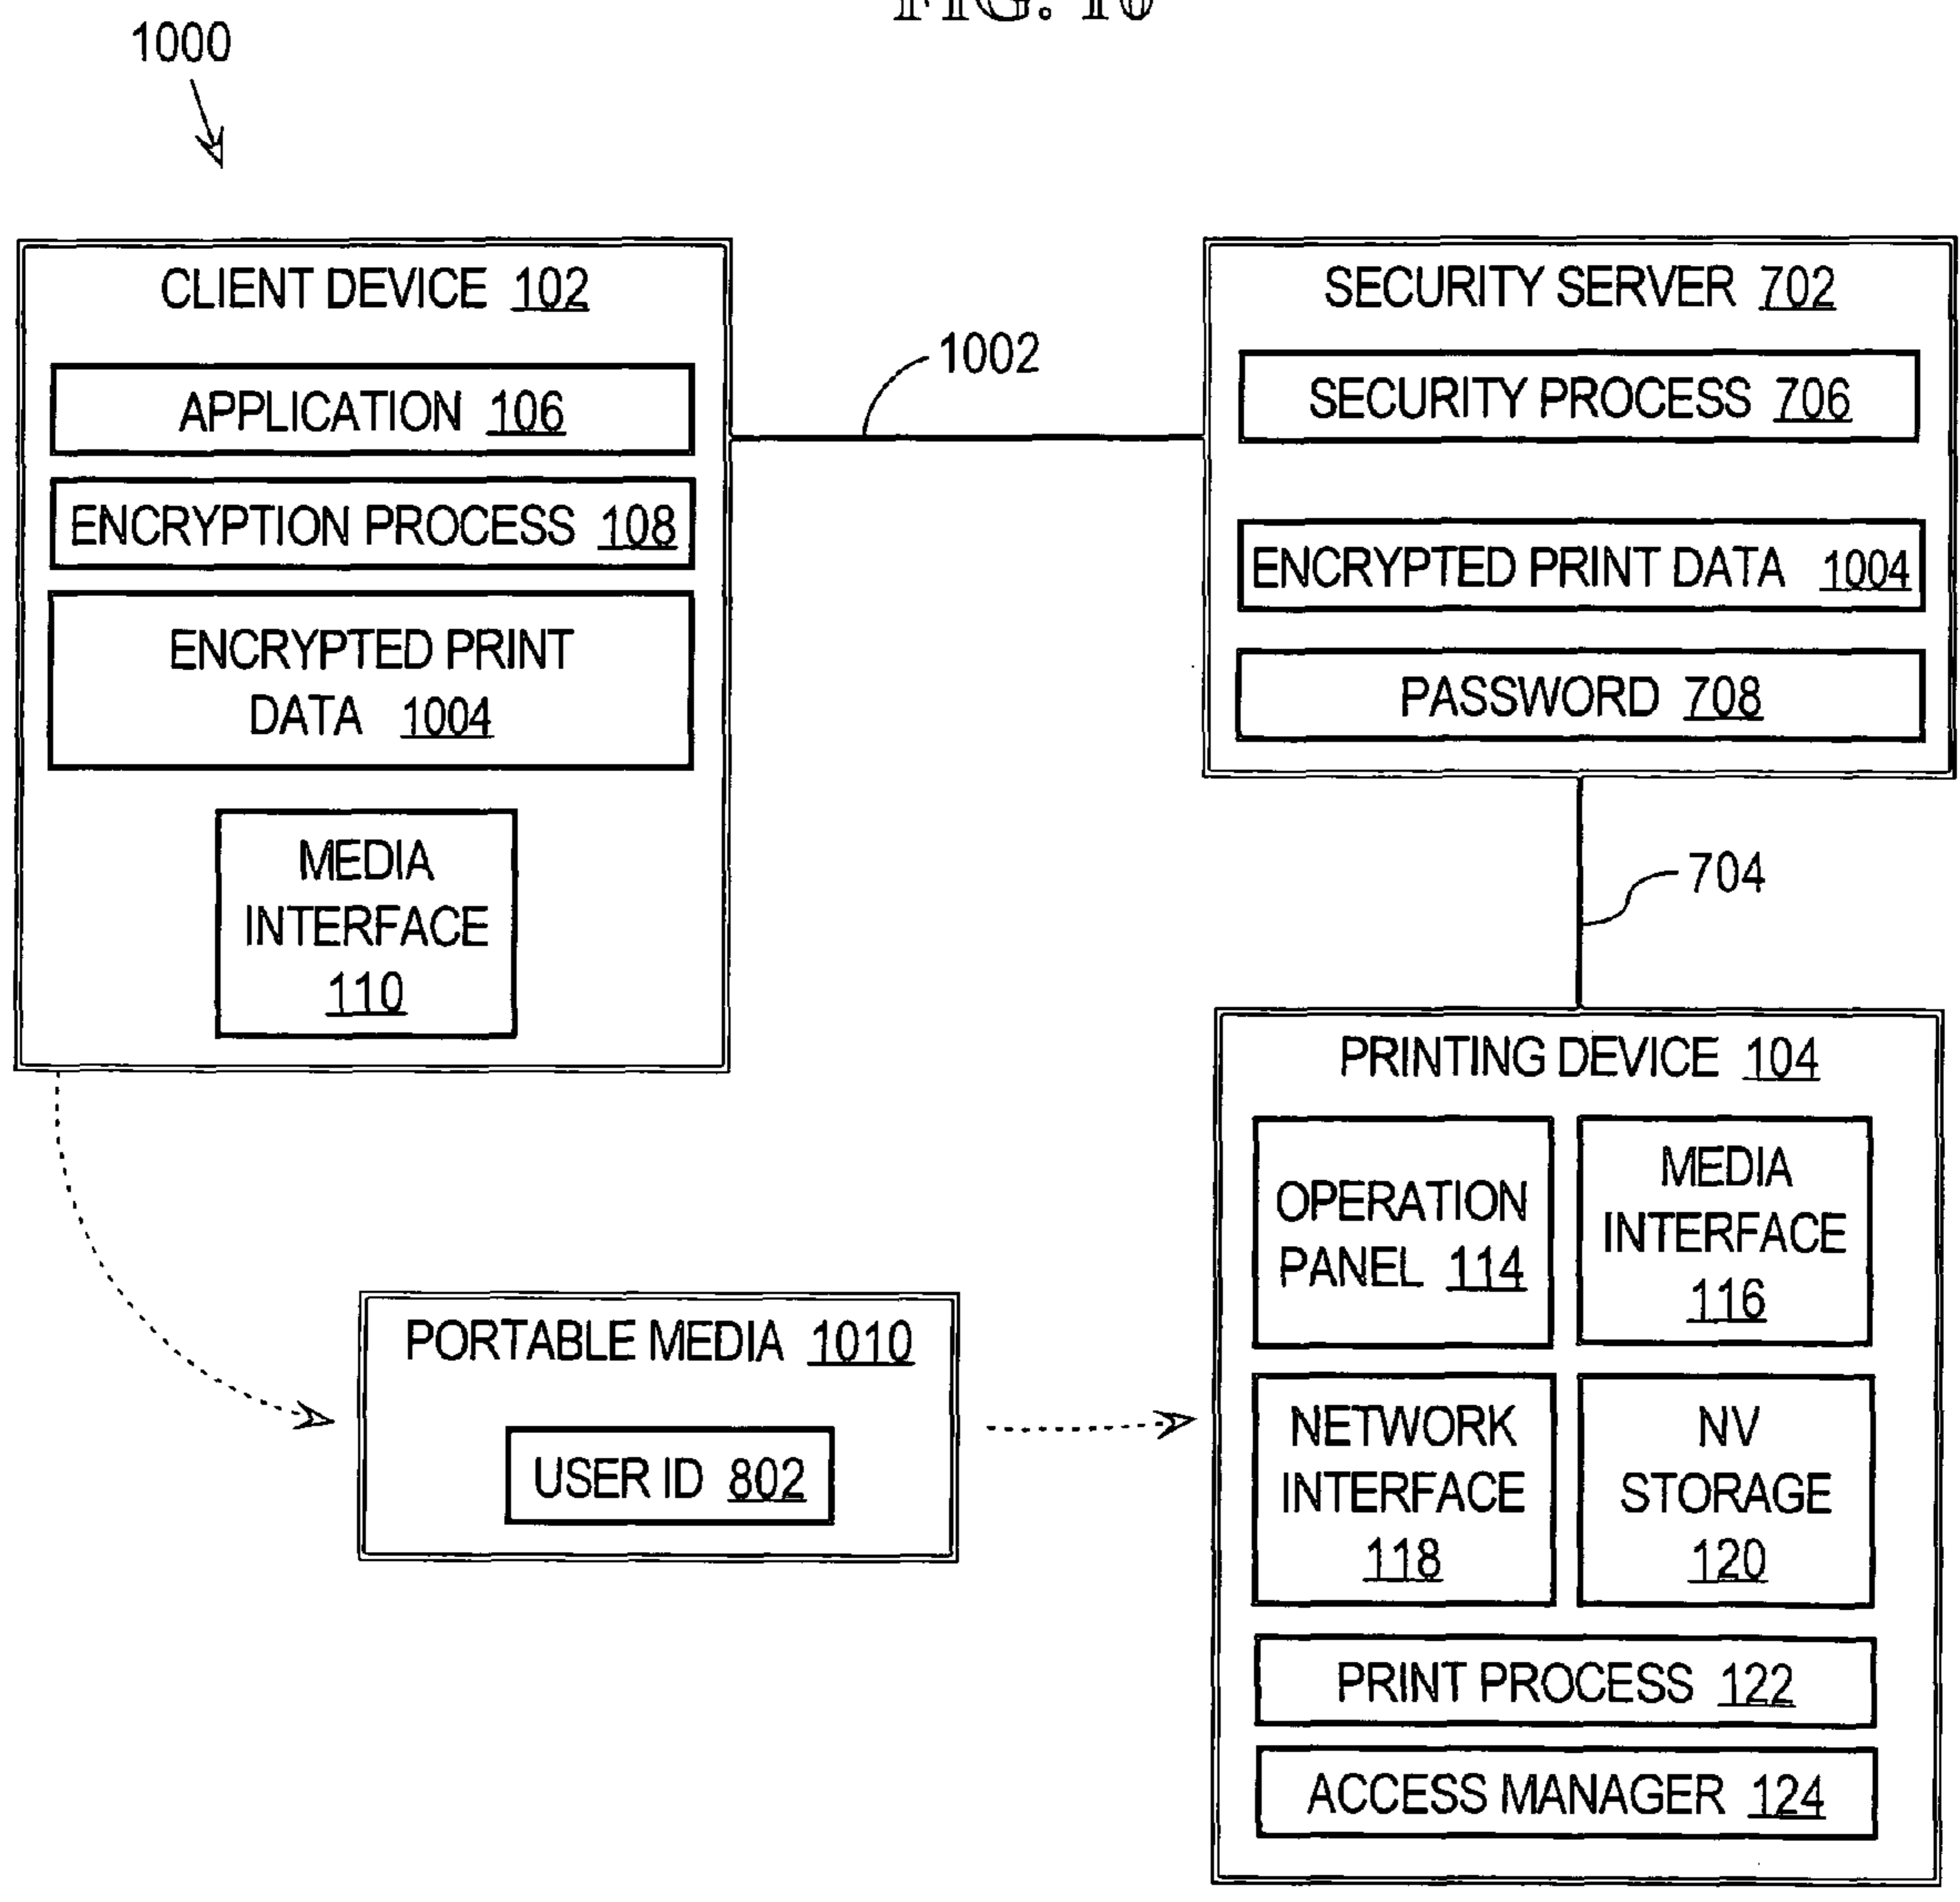 FIG. 10
1000
CLIENT DEVICE 102
APPLICATION 106
ENCRYPTION PROCESS 108
ENCRYPTED PRINT
DATA 1004
MEDIA
INTERFACE
110
1002
SECURITY SERVER 702
SECURITY PROCESS 706
ENCRYPTED PRINT DATA 1004
PASSWORD 708
704
PORTABLE MEDIA 1010
USER ID 802
PRINTING DEVICE 104
OPERATION
PANEL 114
MEDIA
INTERFACE
116
NETWORK
INTERFACE
118
NV
STORAGE
120
PRINT PROCESS 122
ACCESS MANAGER 124